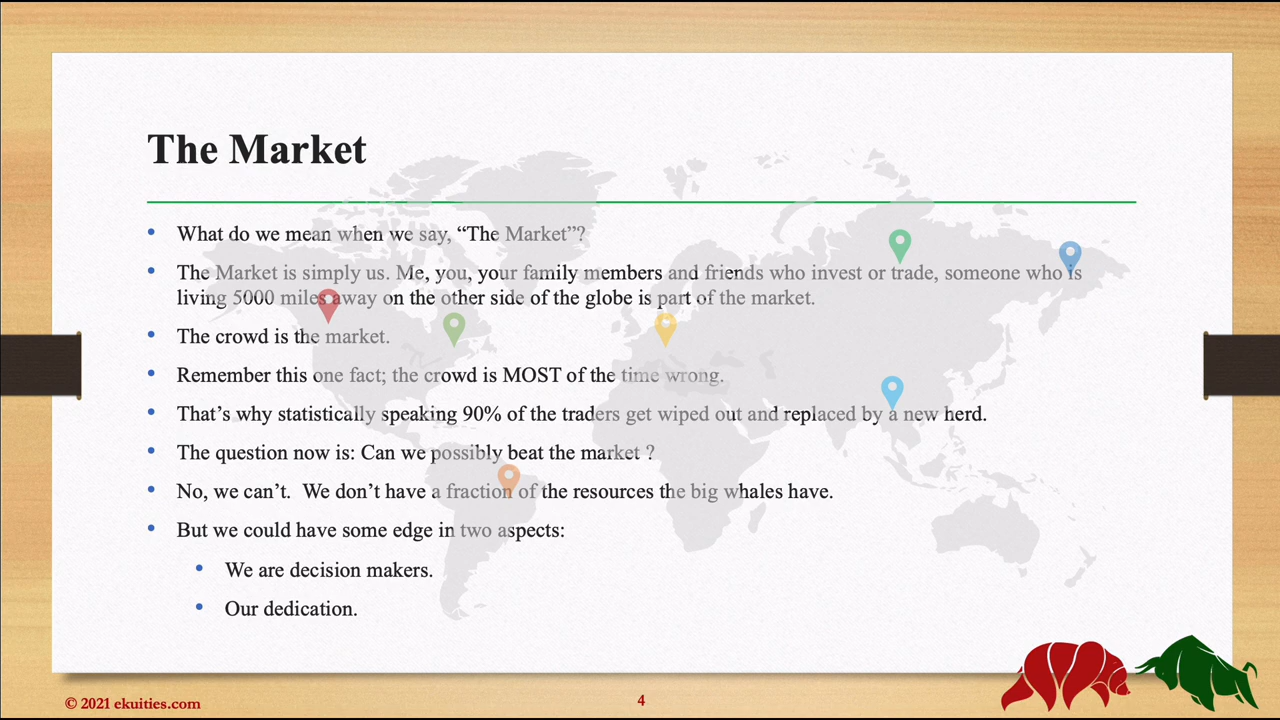 The Market
• What do we mean when we say, “The Market”?
• The Market is simply us. Me, you, your family members and friends who invest or trade, someone who is
living 5000 miles away on the other side of the globe is part of the market.
• The crowd is the market.
• Remember this one fact; the crowd is MOST of the time wrong.
• That’s why statistically speaking 90% of the traders get wiped out and replaced by a new herd.
• The question now is: Can we possibly beat the market ?
• No, we can’t.  We don’t have a fraction of the resources the big whales have.
• But we could have some edge in two aspects:
• We are decision makers.
• Our dedication.
© 2021 ekuities.com
4